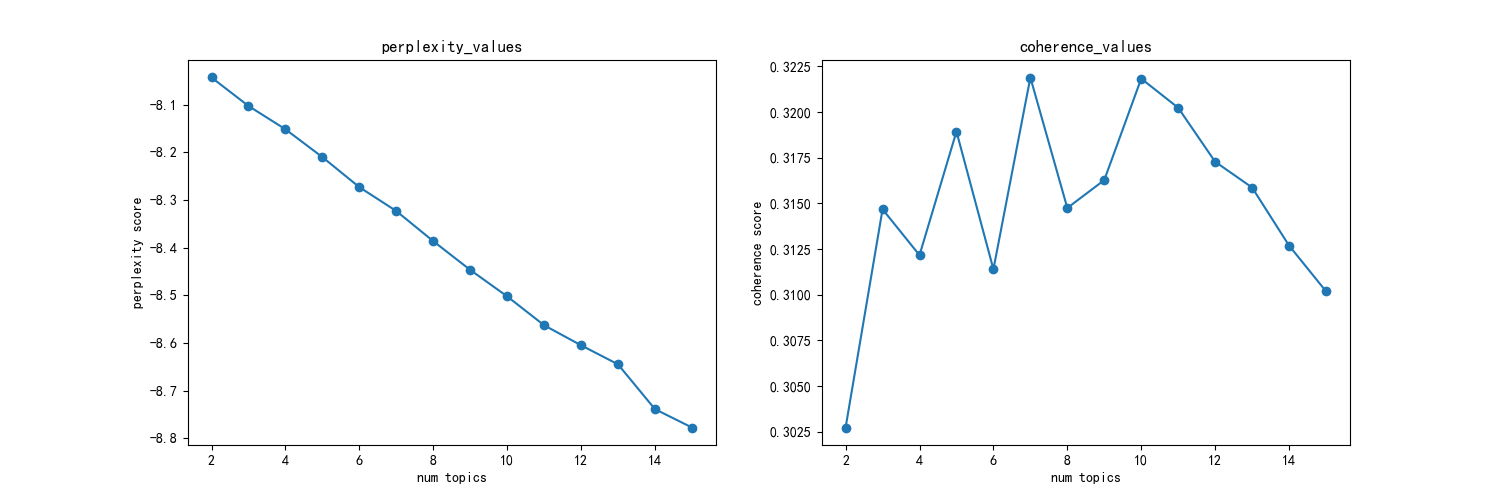 perplexity_values
perplexity score
-8.1
-8.2
-8.3
-8.4
-8.5
-8.6
-8.7
-8.8
2 4 6 8 10 12 14
num topics
coherence_values
coherence score
0.3225
0.3200
0.3175
0.3150
0.3125
0.3100
0.3075
0.3050
0.3025
2 4 6 8 10 12 14
num topics